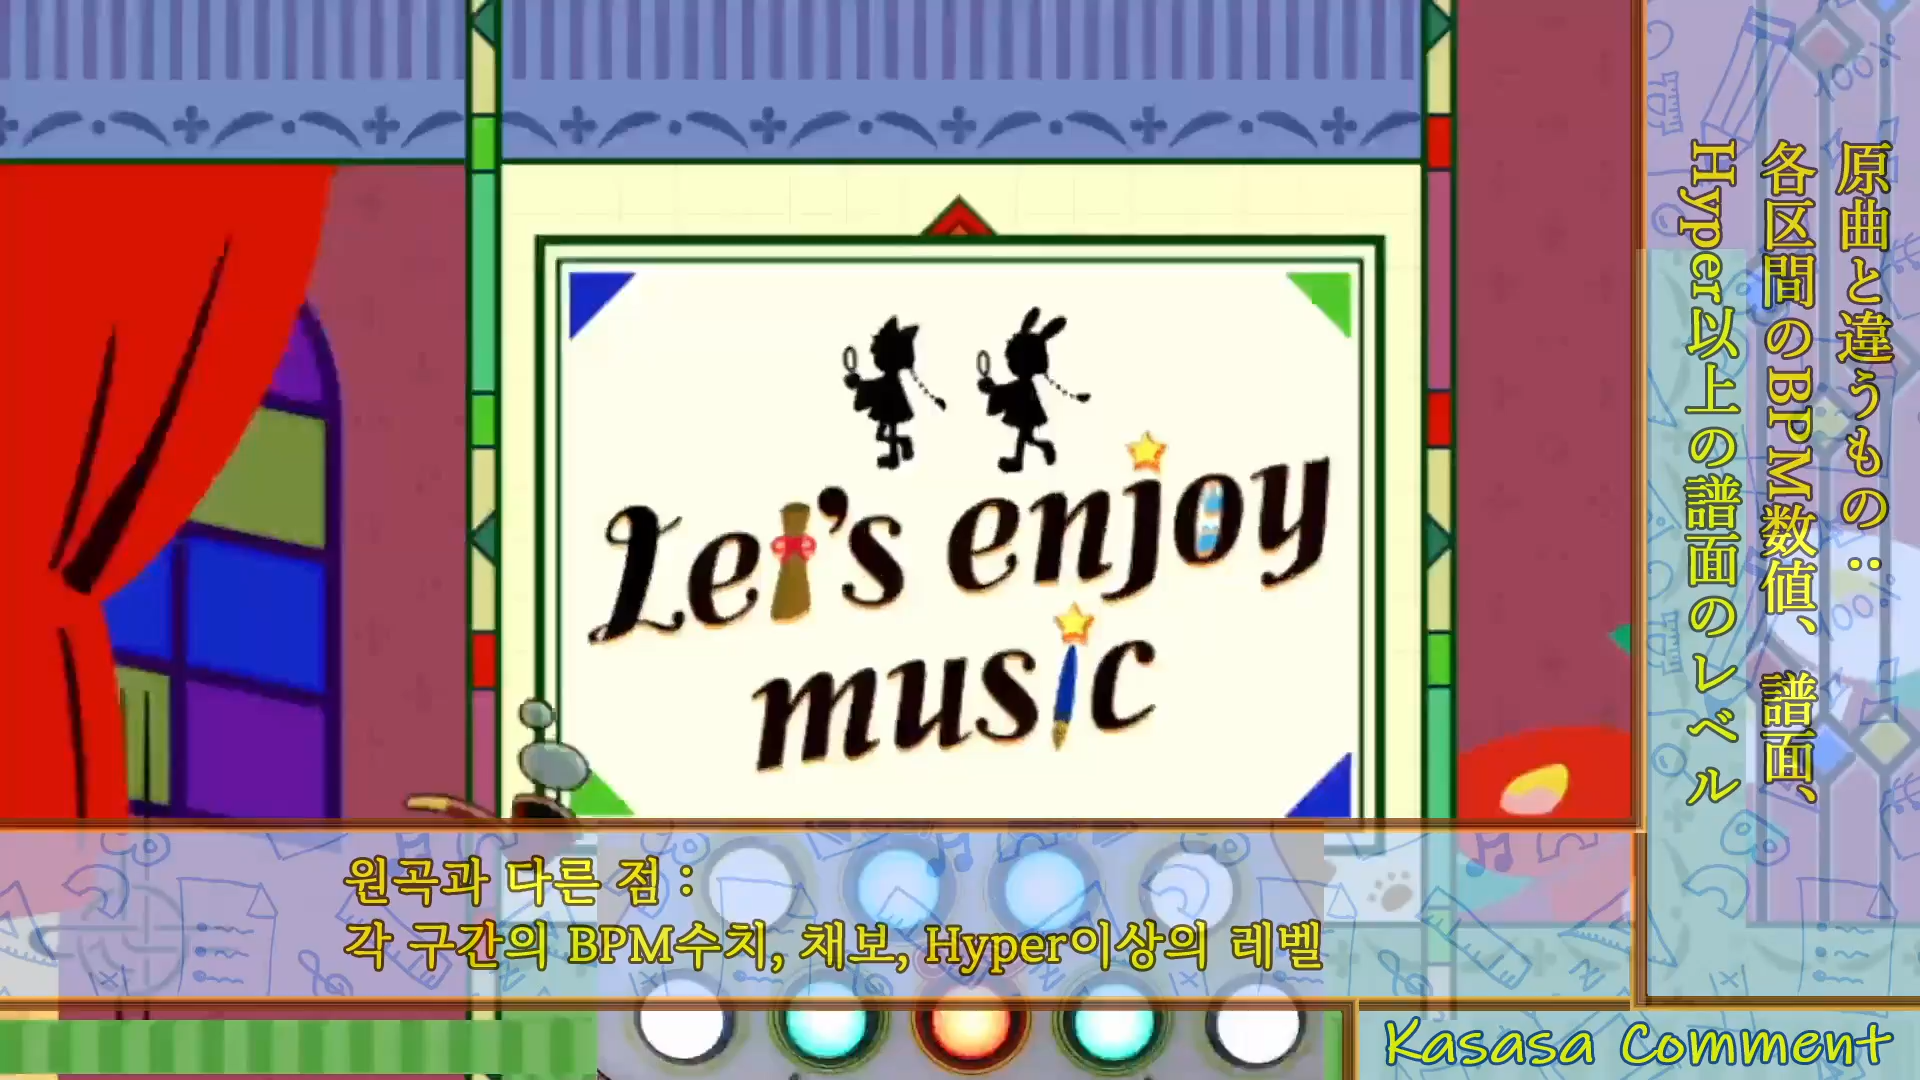 Let's enjoy
music
原曲と違うもの：
各区間のBPM数値、譜面、
Hyper以上の譜面のレベル
원곡과 다른 점 :
각 구간의 BPM수치, 채보, Hyper이상의 레벨
Kasasa Comment
100%
100%